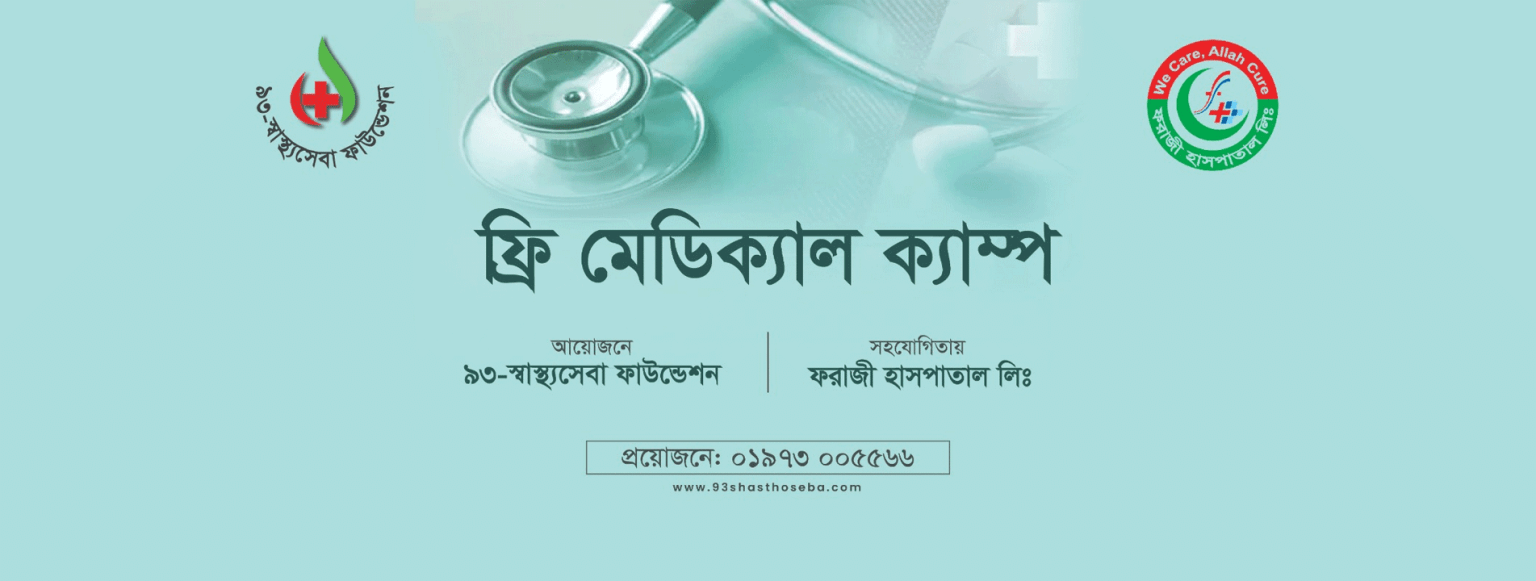 ৯৩-স্বাস্থ্যসেবা ফাউন্ডেশন
We Care, Allah Cure
ফরাজী হাসপাতাল লিঃ
ফ্রি মেডিক্যাল ক্যাম্প
আয়োজনে
৯৩-স্বাস্থ্যসেবা ফাউন্ডেশন
সহযোগিতায়
ফরাজী হাসপাতাল লিঃ
প্রয়োজনে: ০১৯৭৩ ০০৫৫৬৬
www.93shasthoseba.com